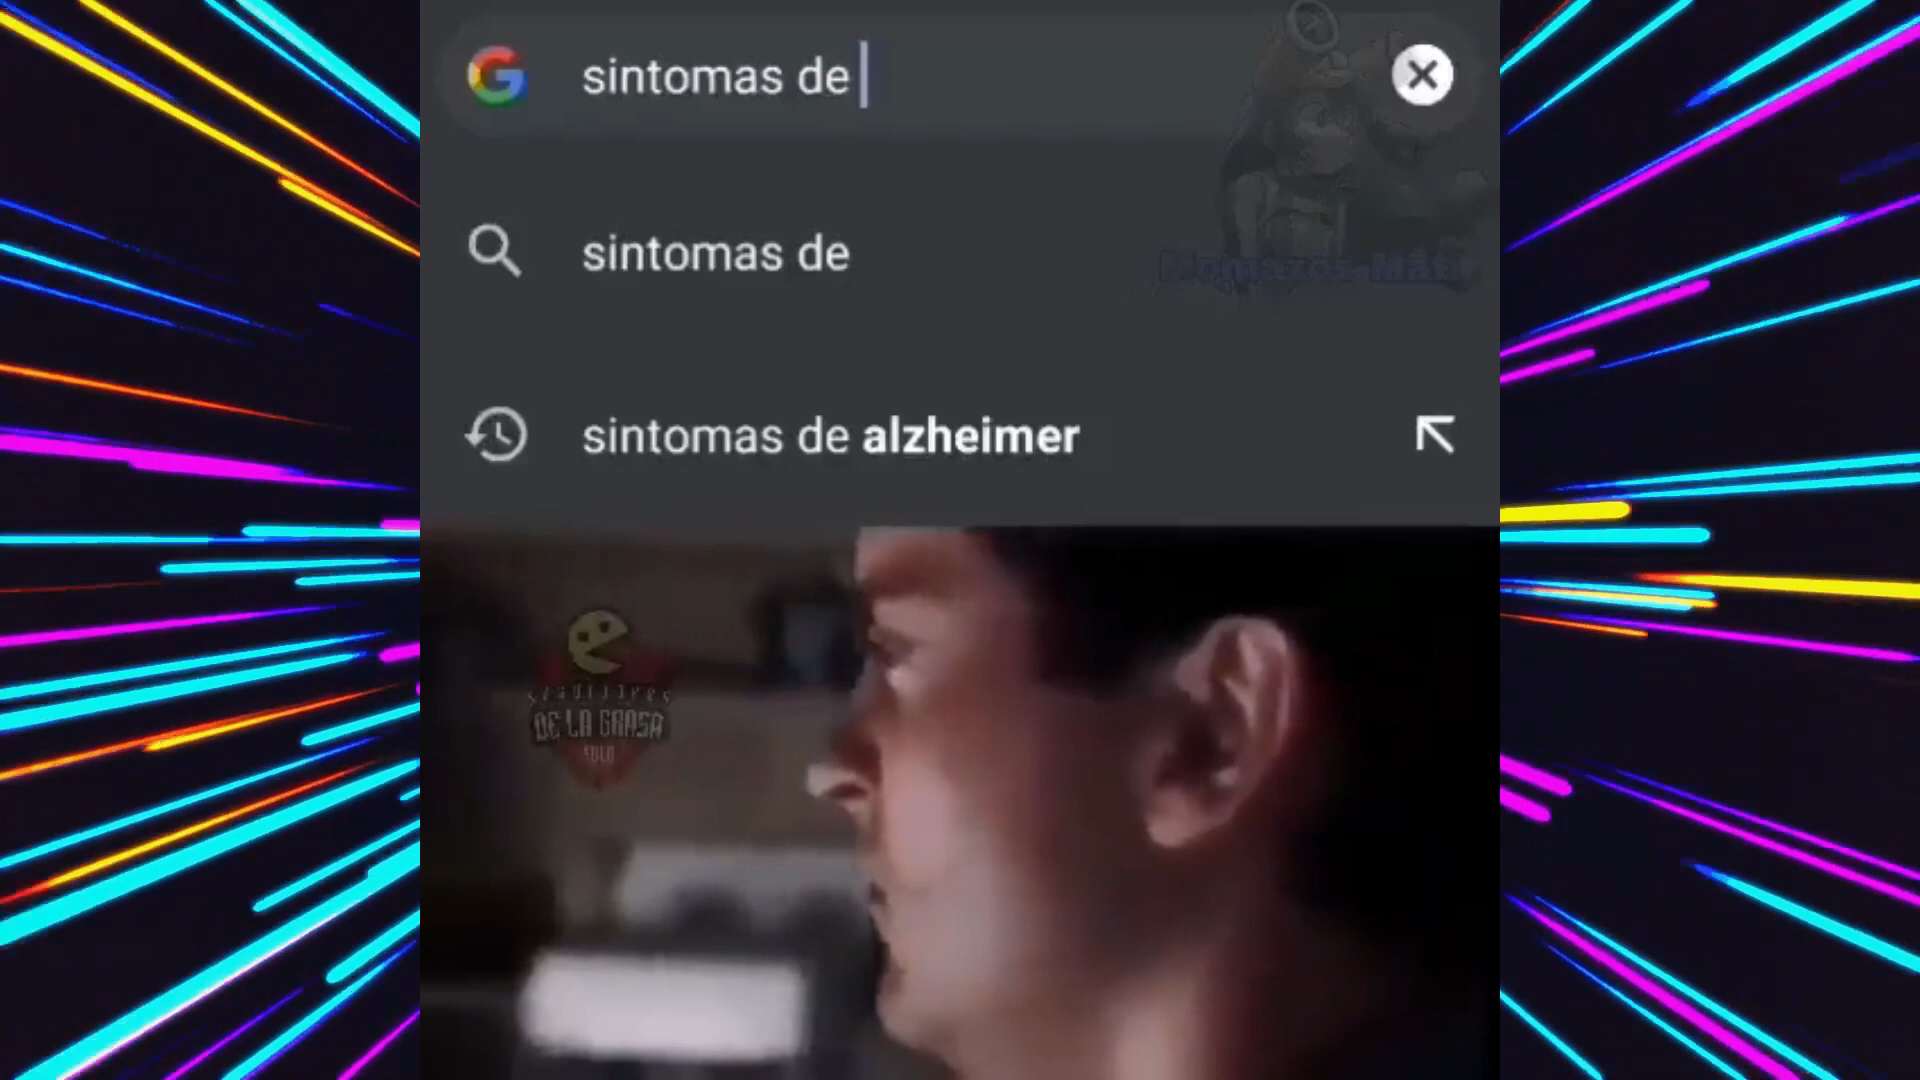 sintomas de
sintomas de
sintomas de alzheimer
DE LA GRASA